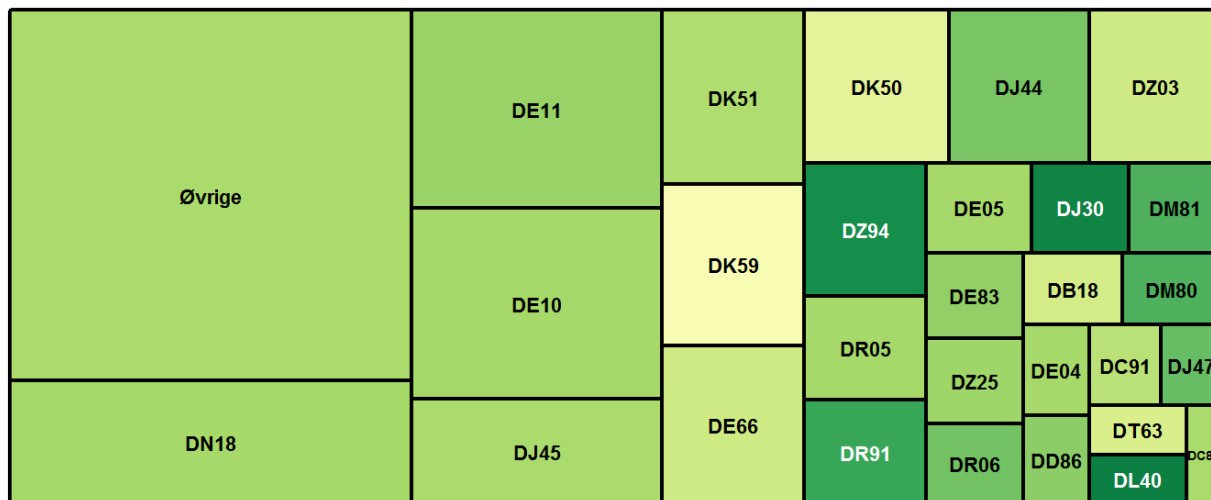 Øvrige
DN18
DE11
DE10
DJ45
DK51
DK59
DE66
DK50
DJ44
DZ03
DZ94
DR05
DR91
DE05
DJ30
DM81
DE83
DB18
DM80
DZ25
DR06
DE04
DD86
DC91
DJ47
DT63
DL40